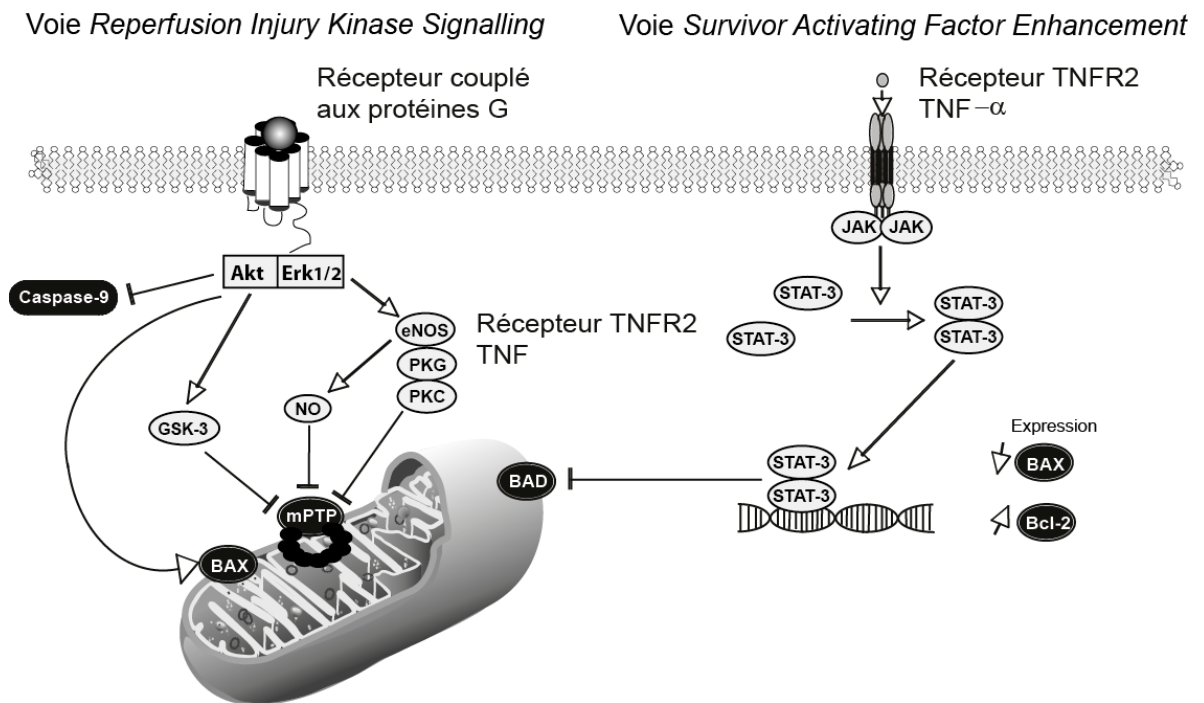 Voie Reperfusion Injury Kinase Signalling
Voie Survivor Activating Factor Enhancement
Récepteur couplé
aux protéines G
Récepteur TNFR2
TNF-α
JAK JAK
Akt Erk1/2
Caspase-9
STAT-3
STAT-3
STAT-3
STAT-3
eNOS
PKG
PKC
Récepteur TNFR2
TNF
NO
GSK-3
Expression
BAX
Bcl-2
STAT-3
STAT-3
BAD
mPTP
BAX